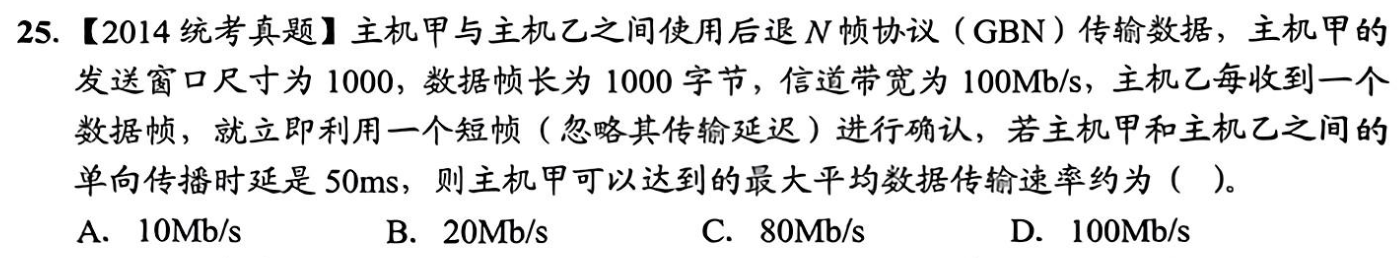 25. 【2014 统考真题】主机甲与主机乙之间使用后退 N 帧协议（GBN）传输数据，主机甲的
发送窗口尺寸为 1000，数据帧长为 1000 字节，信道带宽为 100Mb/s，主机乙每收到一个
数据帧，就立即利用一个短帧（忽略其传输延迟）进行确认，若主机甲和主机乙之间的
单向传播时延是 50ms，则主机甲可以达到的最大平均数据传输速率约为（ ）。
A. 10Mb/s B. 20Mb/s C. 80Mb/s D. 100Mb/s